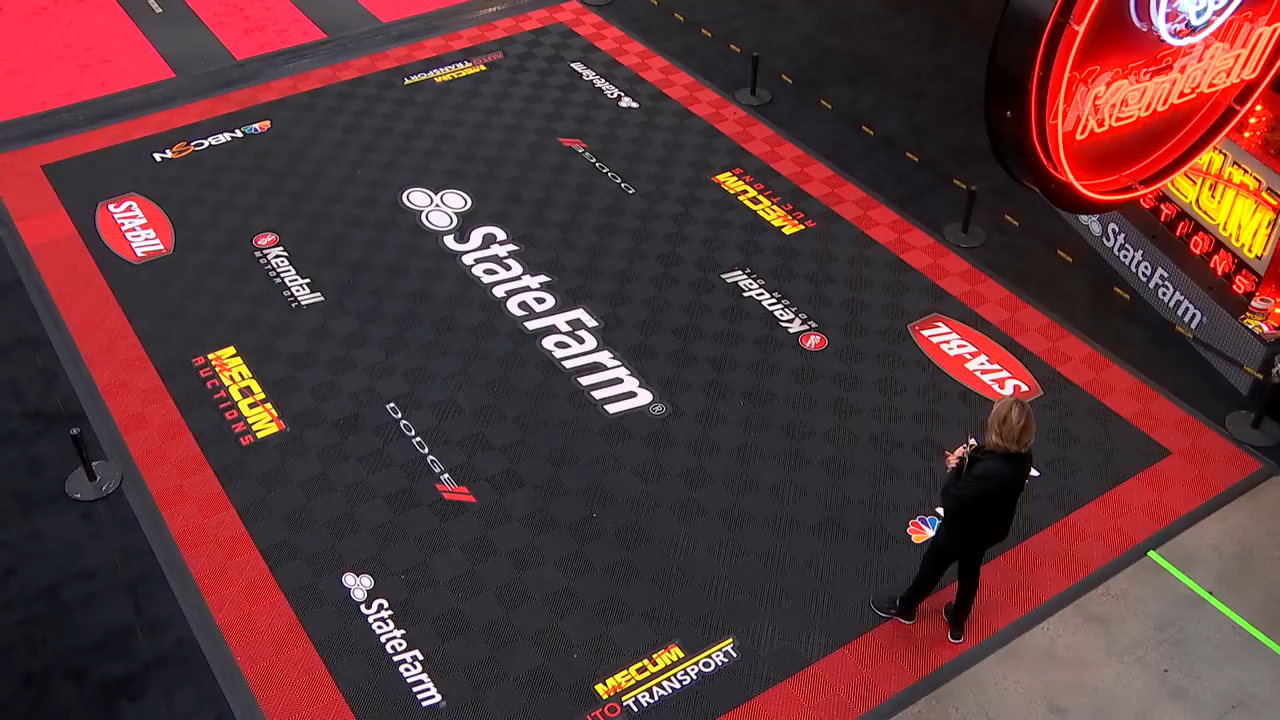 AUTO
MECUM
TRANSPORT
StateFarm
NBCSN
DODGE
MECUM
AUCTIONS
STA-BIL
Kendall
MOTOR OIL
StateFarm®
Kendall
MOTOR OIL
STA-BIL
MECUM
AUCTIONS
DODGE
StateFarm
MECUM
AUTO TRANSPORT
Kendall
StateFarm